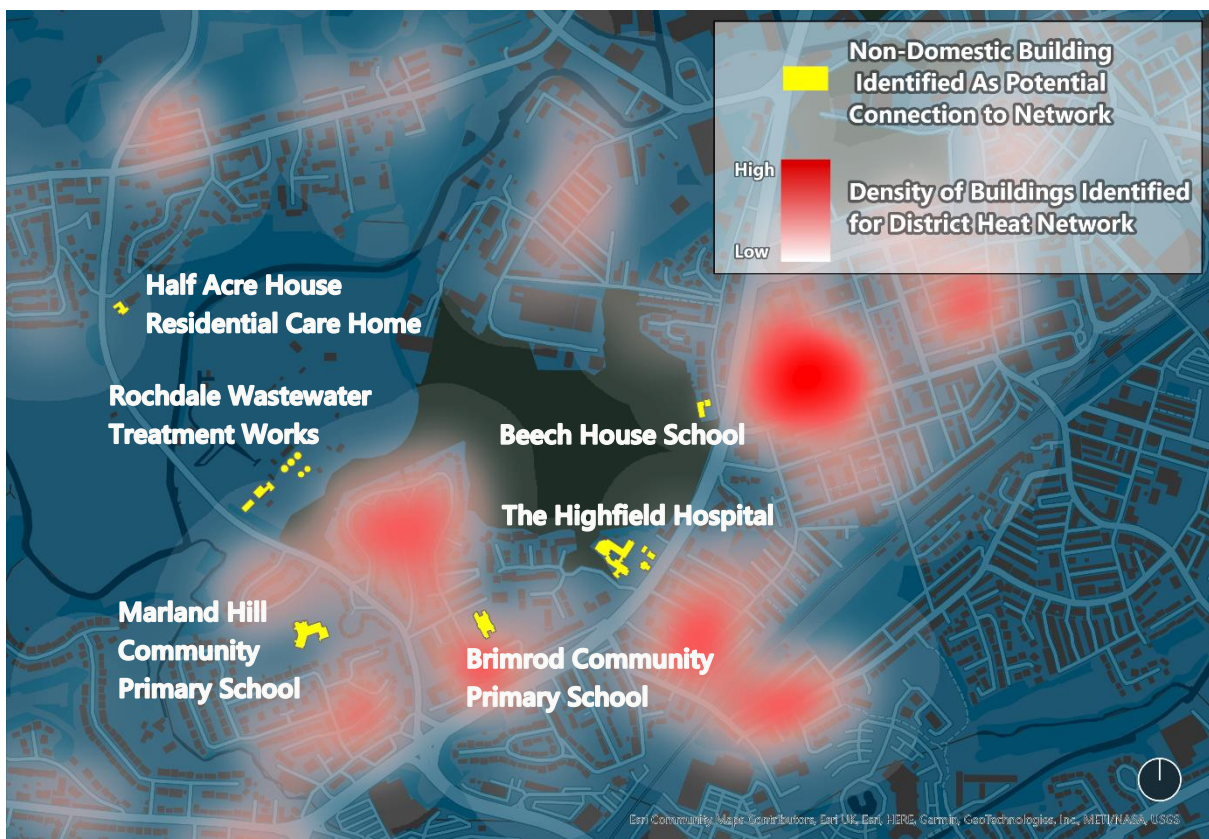 Non-Domestic Building
Identified As Potential
Connection to Network
High
Density of Buildings Identified
for District Heat Network
Low
Half Acre House
Residential Care Home
Rochdale Wastewater
Treatment Works
Beech House School
The Highfield Hospital
Marland Hill
Community
Primary School
Brimrod Community
Primary School
Esri Community Maps Contributors, Esri UK, Esri, HERE, Garmin, GeoTechnologies, Inc., METI/NASA, USGS